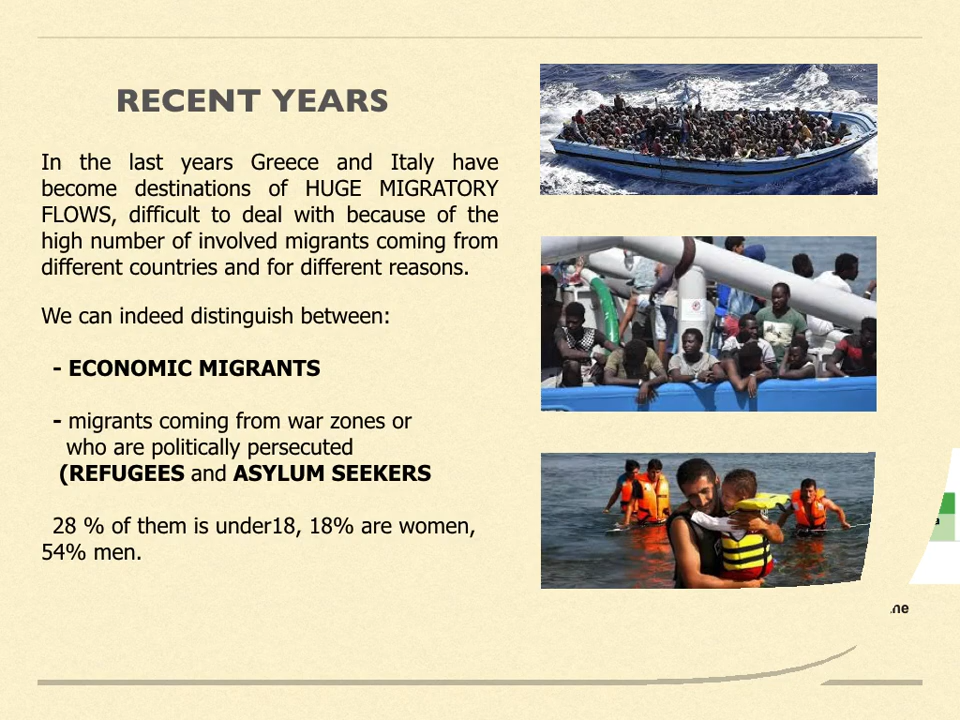 RECENT YEARS
In the last years Greece and Italy have
become destinations of HUGE MIGRATORY
FLOWS, difficult to deal with because of the
high number of involved migrants coming from
different countries and for different reasons.
We can indeed distinguish between:
- ECONOMIC MIGRANTS
- migrants coming from war zones or
who are politically persecuted
(REFUGEES and ASYLUM SEEKERS
28 % of them is under18, 18% are women,
54% men.